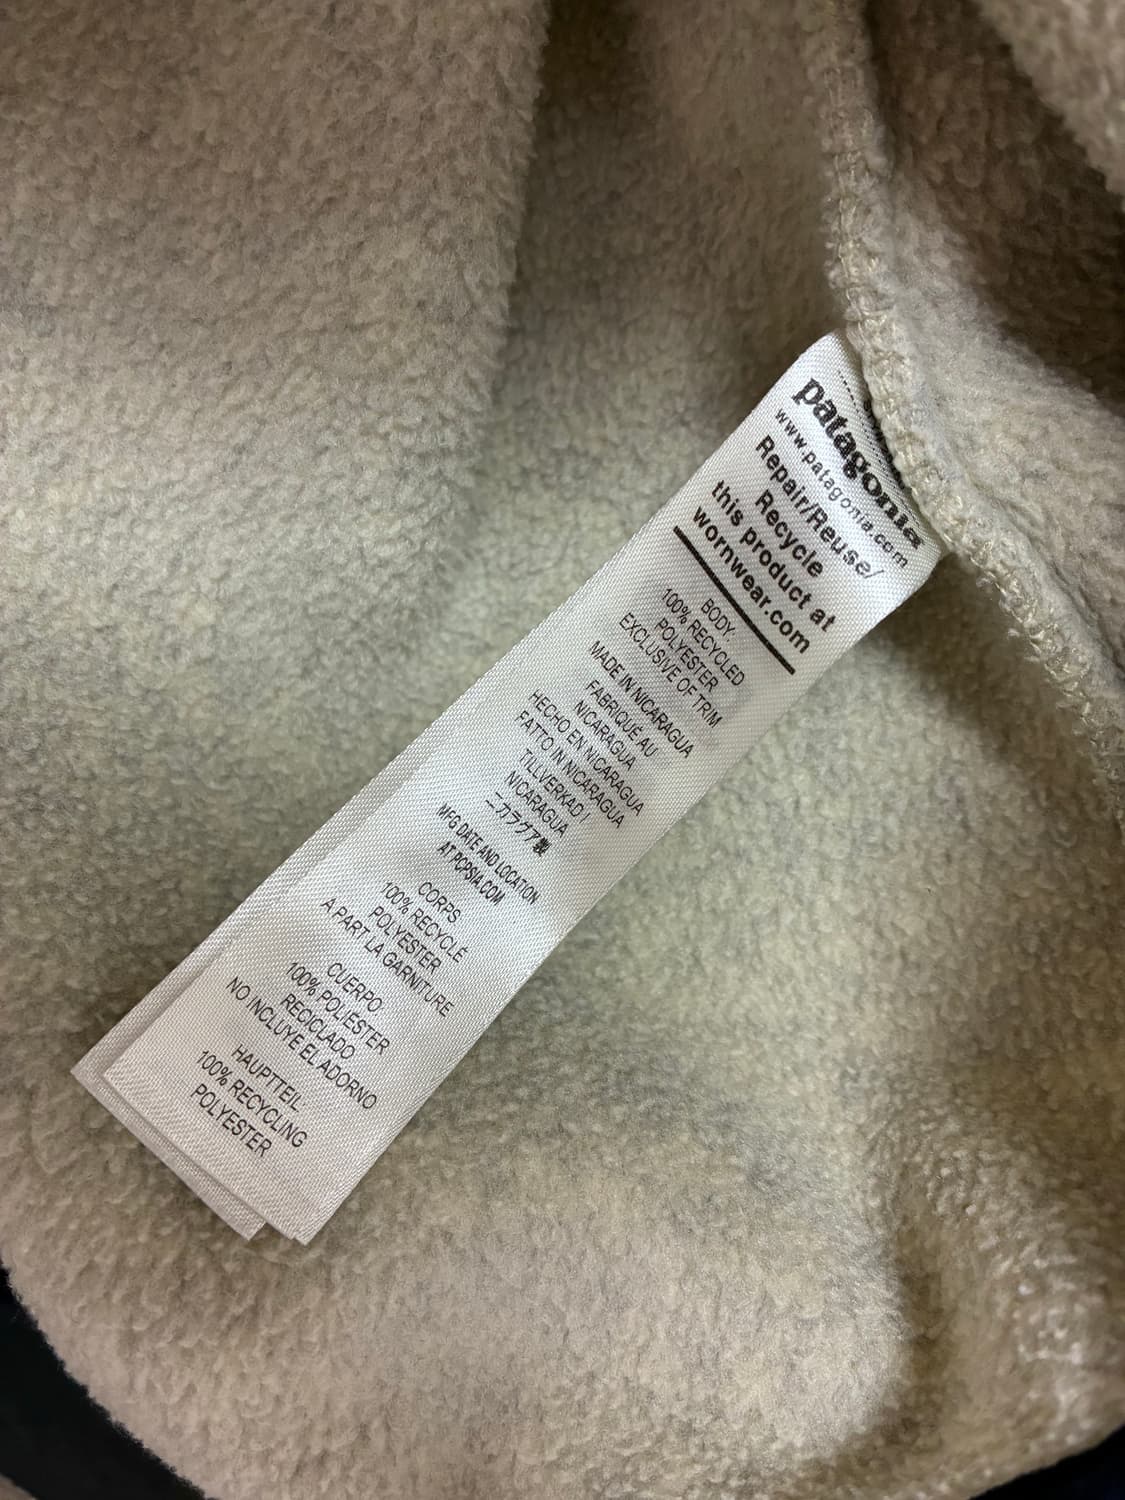 patagonia
www.patagonia.com
Repair/Reuse/
Recycle
this product at
wornwear.com
BODY:
100% RECYCLED
POLYESTER
EXCLUSIVE OF TRIM
MADE IN NICARAGUA
FABRIQUÉ AU
NICARAGUA
HECHO EN NICARAGUA
FATTO IN NICARAGUA
TILLVERKAD I
NICARAGUA
ニカラグア製
MFG DATE AND LOCATION
AT PCPSIA.COM
CORPS
100% RECYCLÉ
POLYESTER
À PART LA GARNITURE
CUERPO:
100% POLIÉSTER
RECICLADO
NO INCLUYE EL ADORNO
HAUPTTEIL
100% RECYCLING
POLYESTER